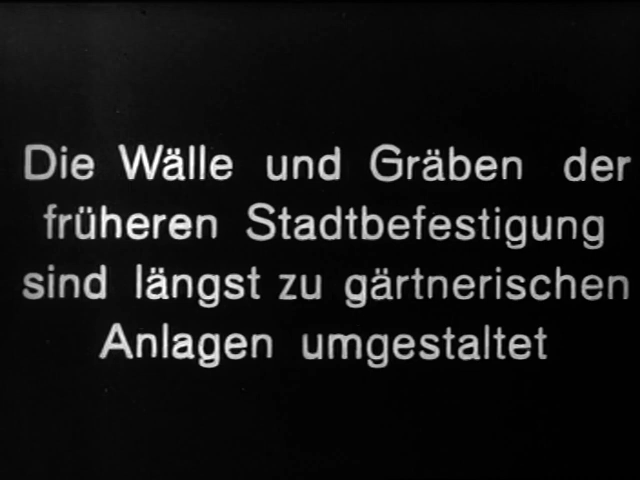 Die Wälle und Gräben der
früheren Stadtbefestigung
sind längst zu gärtnerischen
Anlagen umgestaltet